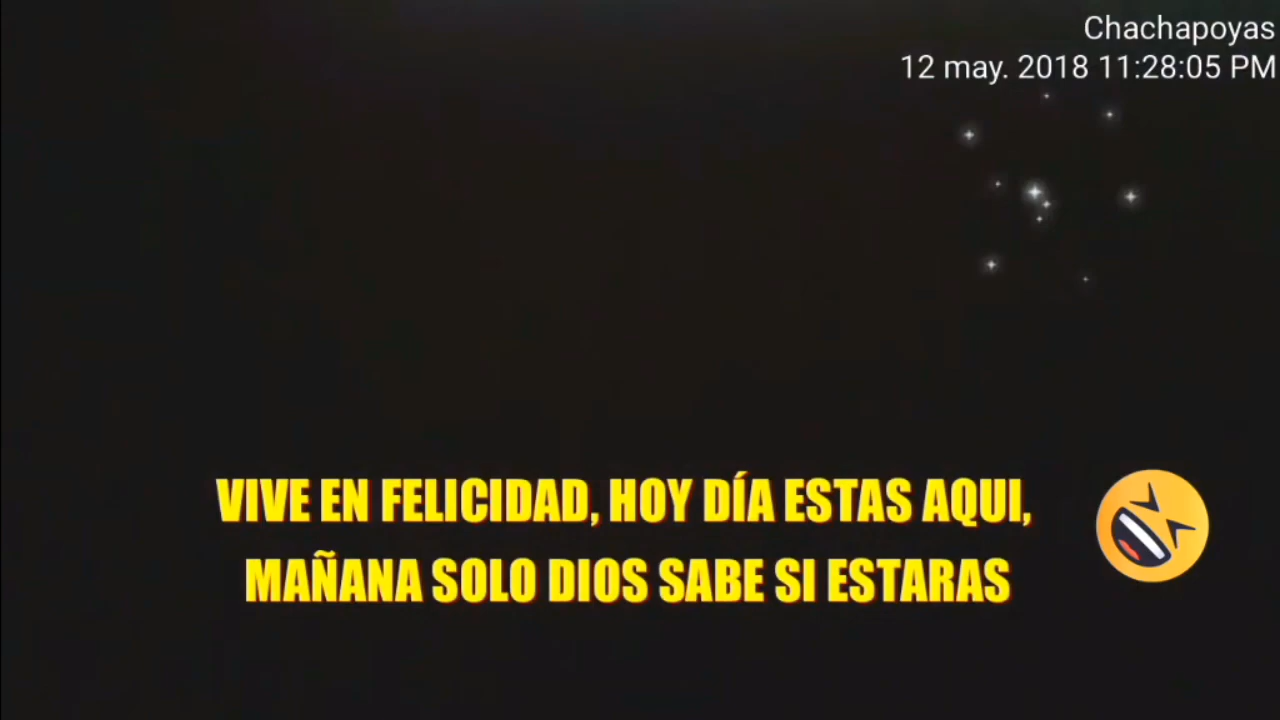 Chachapoyas
12 may. 2018 11:28:05 PM
VIVE EN FELICIDAD, HOY DÍA ESTAS AQUI,
MAÑANA SOLO DIOS SABE SI ESTARAS